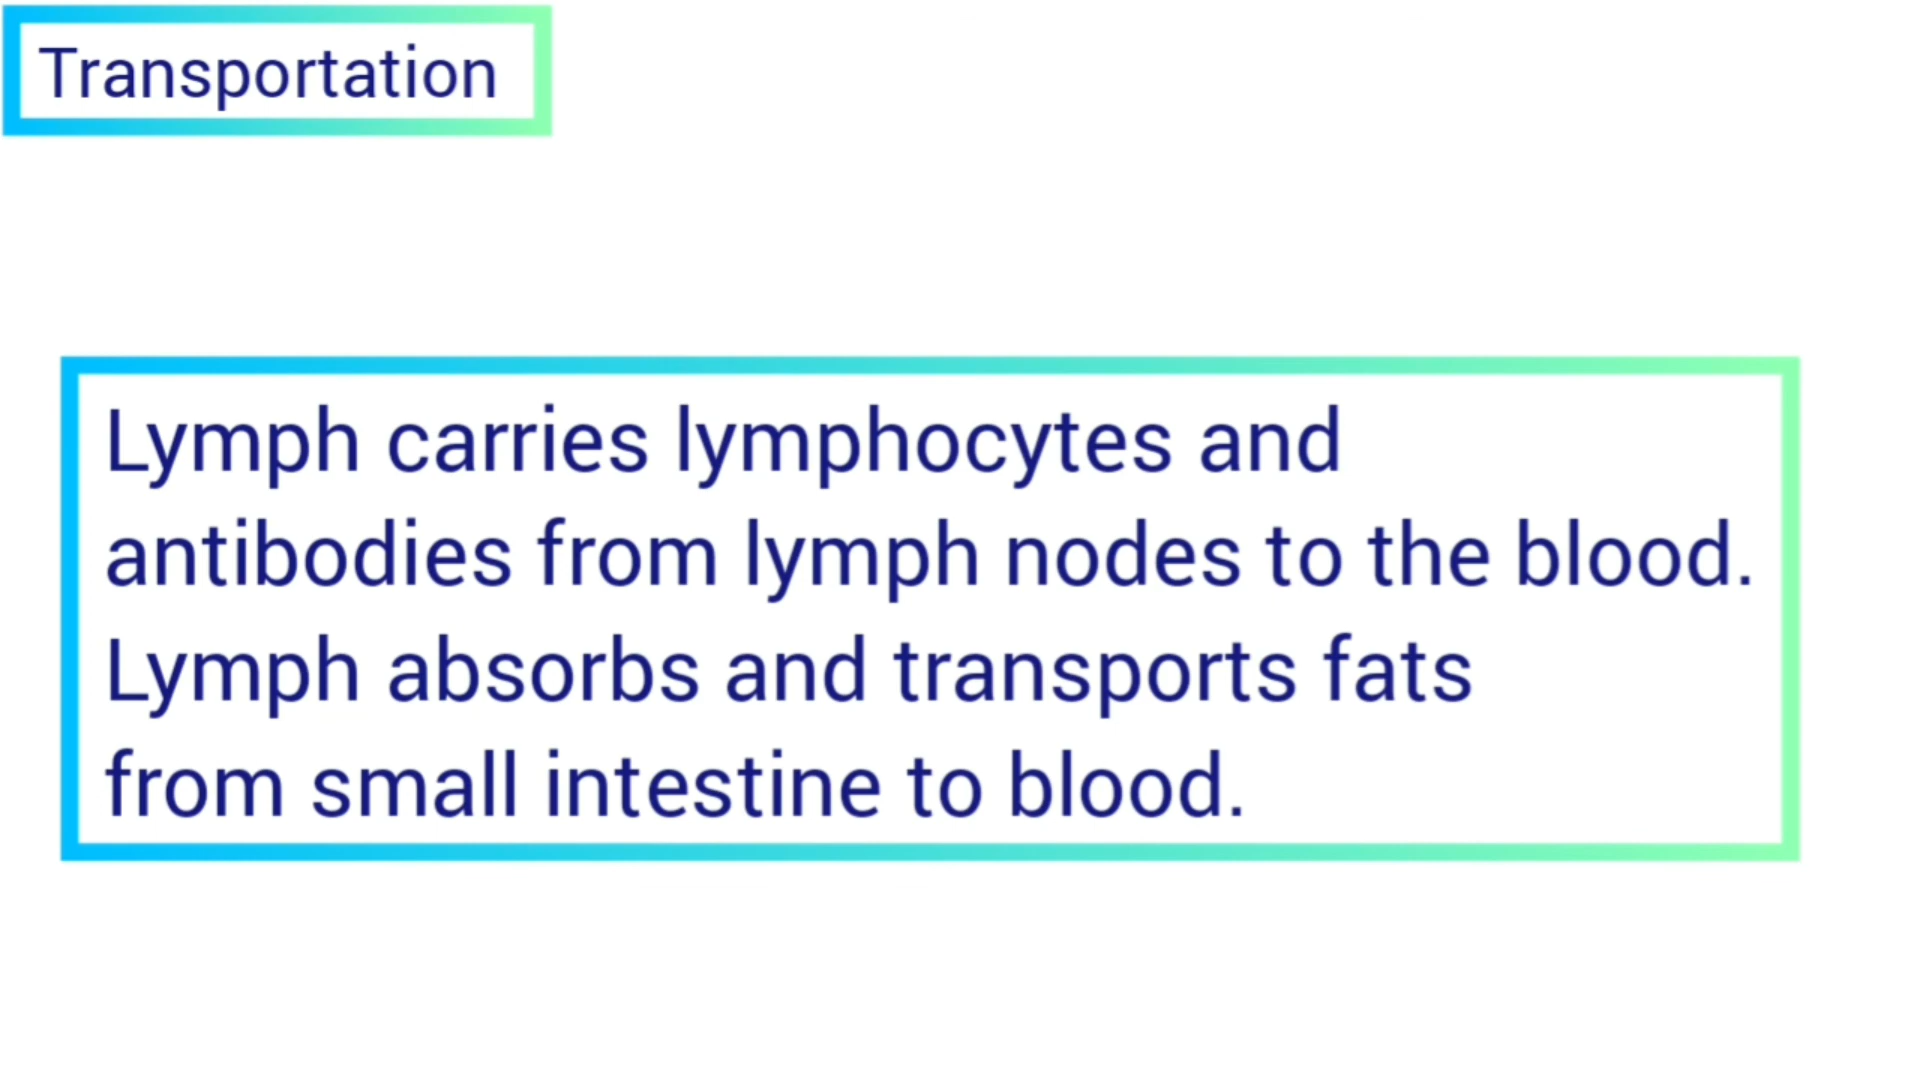 Transportation
Lymph carries lymphocytes and
antibodies from lymph nodes to the blood.
Lymph absorbs and transports fats
from small intestine to blood.